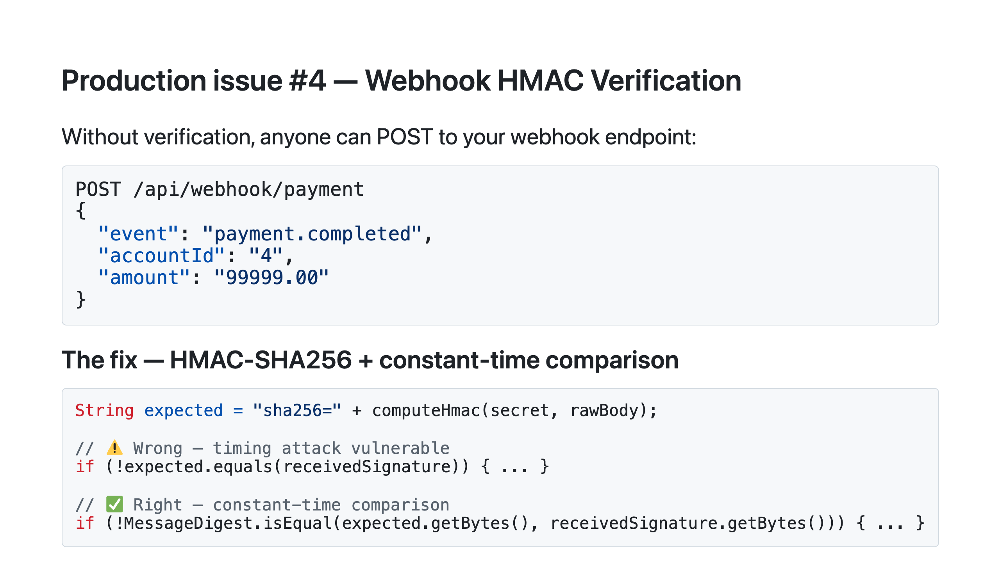 Production issue #4 — Webhook HMAC Verification
Without verification, anyone can POST to your webhook endpoint:
POST /api/webhook/payment
{
  "event": "payment.completed",
  "accountId": "4",
  "amount": "99999.00"
}
The fix — HMAC-SHA256 + constant-time comparison
String expected = "sha256=" + computeHmac(secret, rawBody);
// ⚠️ Wrong — timing attack vulnerable
if (!expected.equals(receivedSignature)) { ... }
// ✅ Right — constant-time comparison
if (!MessageDigest.isEqual(expected.getBytes(), receivedSignature.getBytes())) { ... }